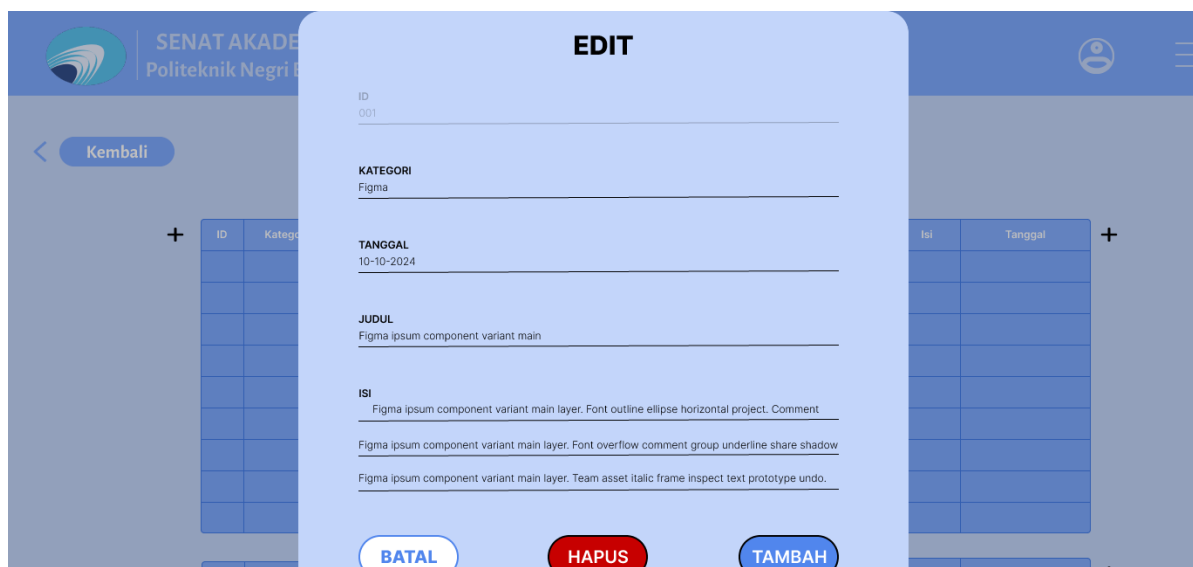 SENAT AKADE
Politeknik Negri
EDIT
ID
001
Kembali
KATEGORI
Figma
ID
Katego
Isi
Tanggal
TANGGAL
10-10-2024
JUDUL
Figma ipsum component variant main
ISI
Figma ipsum component variant main layer. Font outline ellipse horizontal project. Comment
Figma ipsum component variant main layer. Font overflow comment group underline share shadow
Figma ipsum component variant main layer. Team asset italic frame inspect text prototype undo.
BATAL
HAPUS
TAMBAH